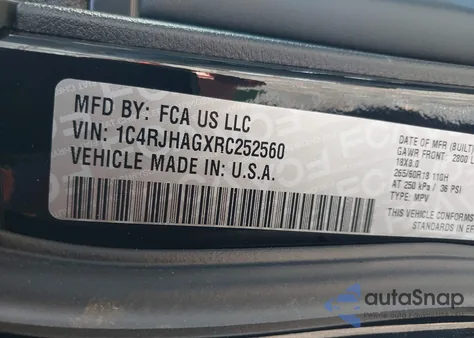 MFD BY: FCA US LLC
VIN: 1C4RJHAGXRC252560
VEHICLE MADE IN: U.S.A.
DATE OF MFR (BUILT)
GAWR FRONT: 2800 L
18X8.0
265/60R18 110H
AT 250 kPa / 36 PSI
TYPE: MPV
THIS VEHICLE CONFORMS
STANDARDS IN EF
autoSnap